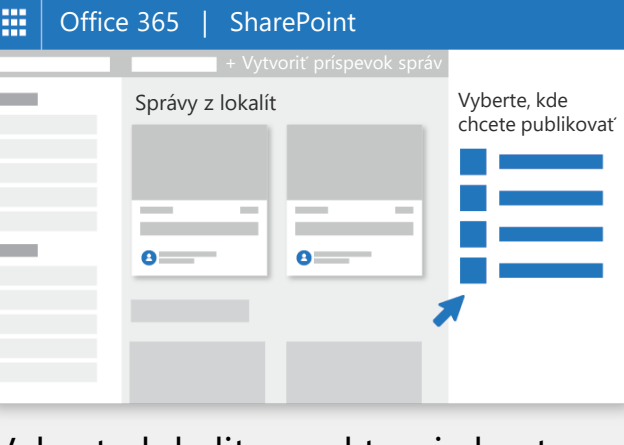 Office 365 | SharePoint
+ Vytvoriť príspevok správ
Správy z lokalít
Vyberte, kde
chcete publikovať